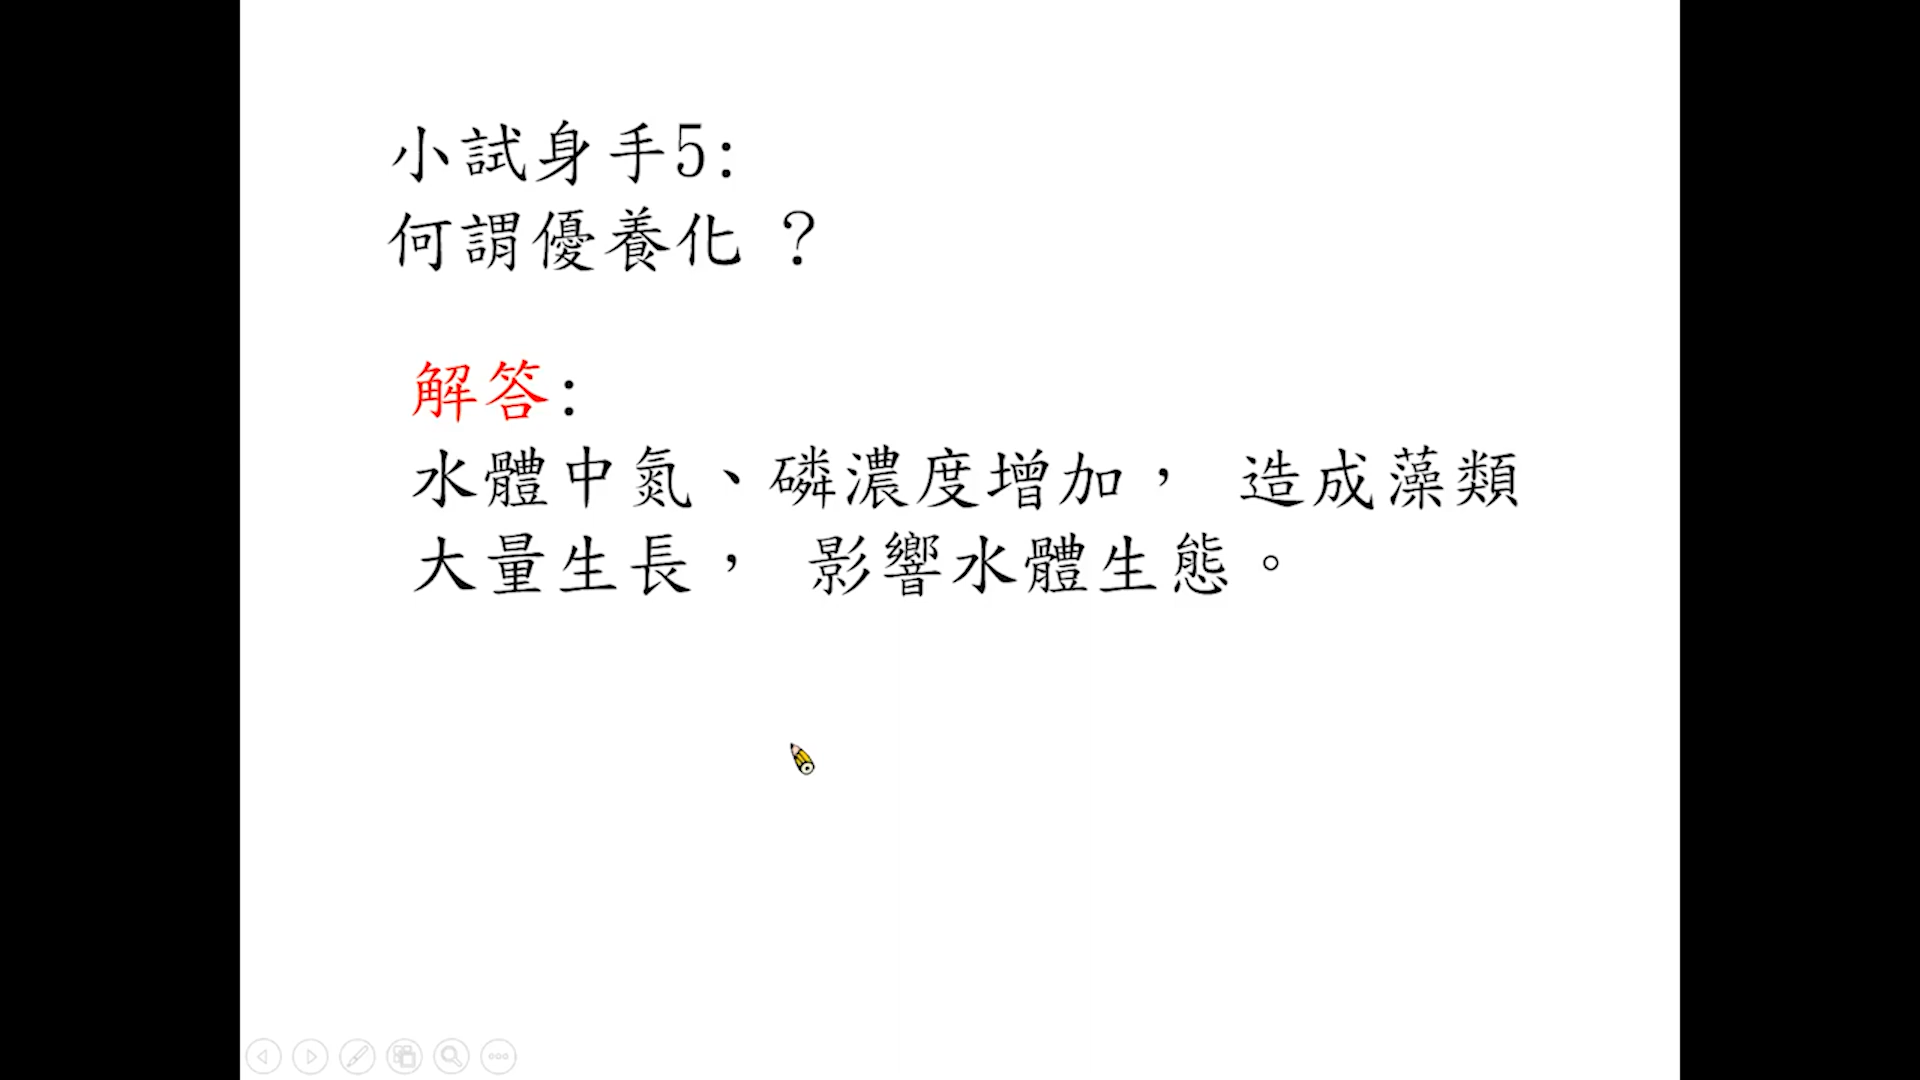 小試身手5:
何謂優養化 ?
解答:
水體中氮、磷濃度增加， 造成藻類
大量生長， 影響水體生態。